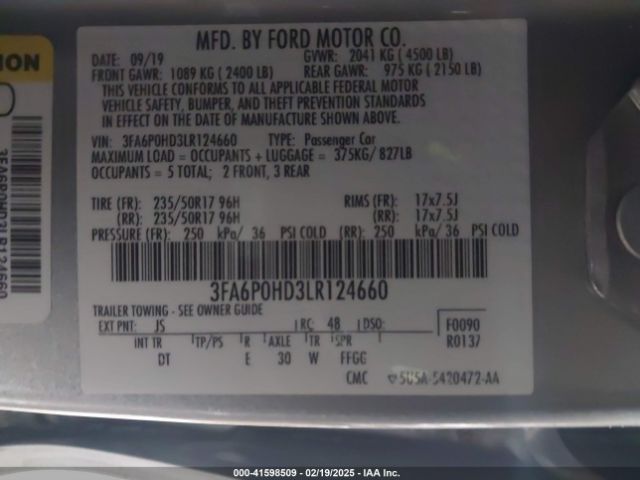 MFD. BY FORD MOTOR CO.
DATE: 09/19 GVWR: 2041 KG (4500 LB)
FRONT GAWR: 1089 KG (2400 LB) REAR GAWR: 975 KG (2150 LB)
THIS VEHICLE CONFORMS TO ALL APPLICABLE FEDERAL MOTOR
VEHICLE SAFETY, BUMPER, AND THEFT PREVENTION STANDARDS
IN EFFECT ON THE DATE OF MANUFACTURE SHOWN ABOVE.
VIN: 3FA6P0HD3LR124660 TYPE: Passenger Car
MAXIMUM LOAD = OCCUPANTS + LUGGAGE = 375KG/827LB
OCCUPANTS = 5 TOTAL; 2 FRONT, 3 REAR
TIRE (FR): 235/50R17 96H RIMS (FR): 17x7.5J
(RR): 235/50R17 96H (RR): 17x7.5J
PRESSURE (FR): 250 kPa/ 36 PSI COLD (RR): 250 kPa/ 36 PSI COLD
3FA6P0HD3LR124660
TRAILER TOWING - SEE OWNER GUIDE
EXT PNT: JS RC: 48 DSO: F0090
INT TR TP/PS R AXLE TR SPR R0137
DT E 30 W FFGG
CMC 5U5A-5420472-AA
ION
3FA6P0HD3LR124660
000-41598509 - 02/19/2025 - IAA Inc.